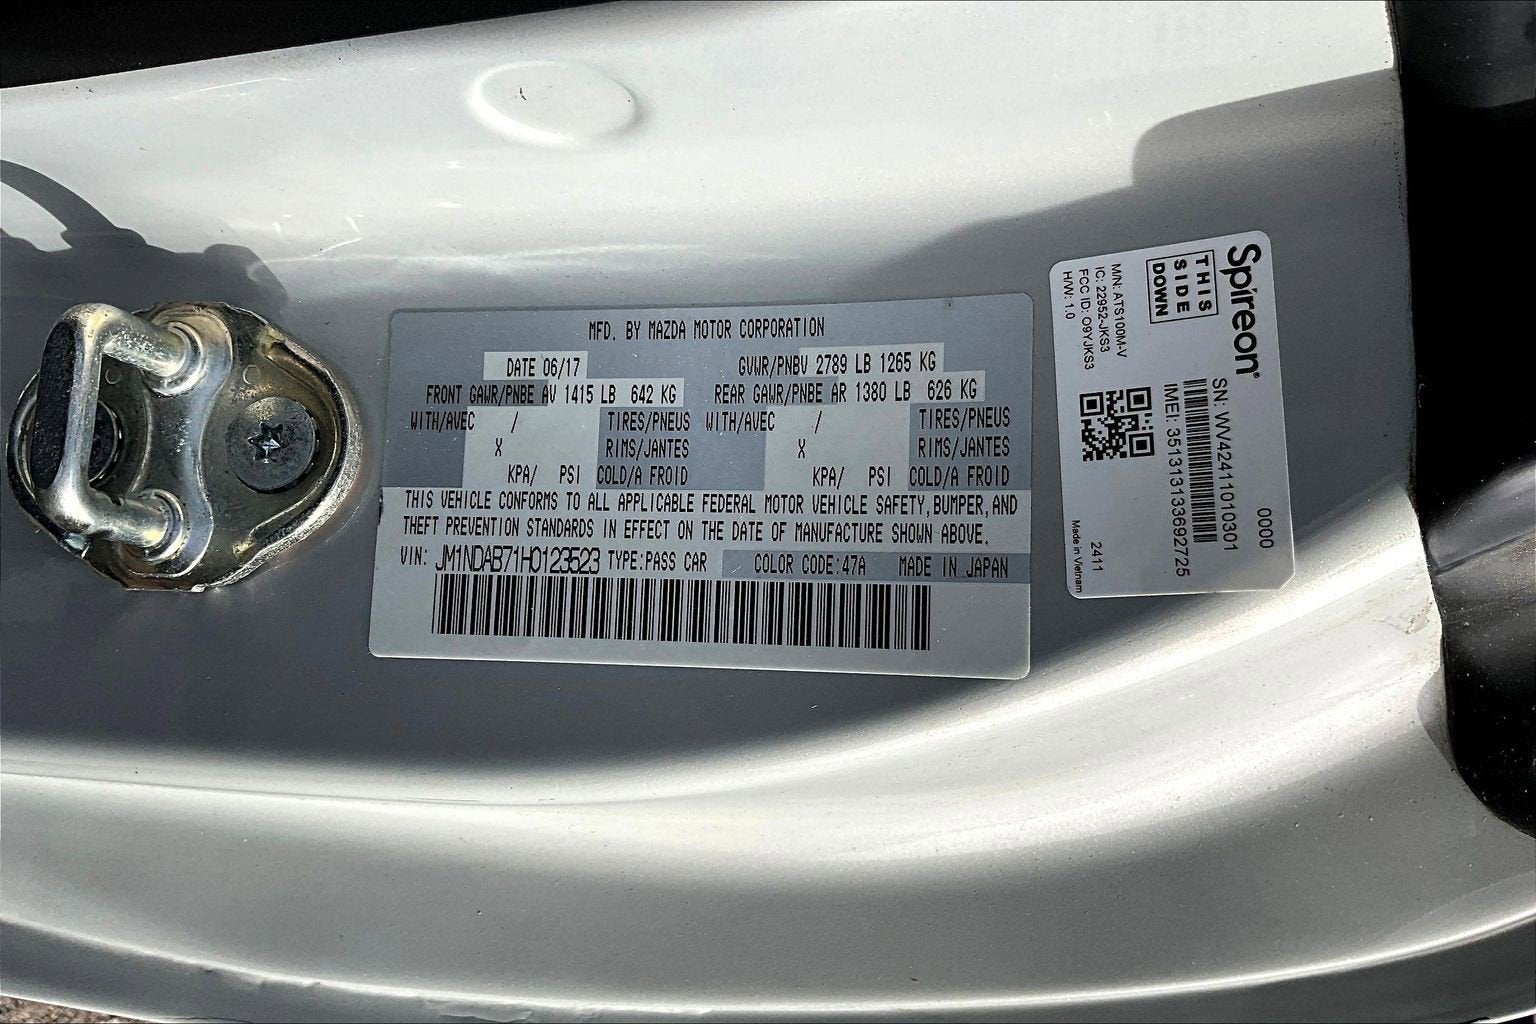 MFD. BY MAZDA MOTOR CORPORATION
DATE 06/17 GVWR/PNBV 2789 LB 1265 KG
FRONT GAWR/PNBE AV 1415 LB 642 KG REAR GAWR/PNBE AR 1380 LB 626 KG
WITH/AVEC / TIRES/PNEUS WITH/AVEC / TIRES/PNEUS
X RIMS/JANTES X RIMS/JANTES
KPA/ PSI COLD/A FROID KPA/ PSI COLD/A FROID
THIS VEHICLE CONFORMS TO ALL APPLICABLE FEDERAL MOTOR VEHICLE SAFETY, BUMPER, AND
THEFT PREVENTION STANDARDS IN EFFECT ON THE DATE OF MANUFACTURE SHOWN ABOVE.
VIN: JM1NDAB71H0123523 TYPE: PASS CAR COLOR CODE: 47A MADE IN JAPAN
Spireon
THIS
SIDE
DOWN
M/N: ATS100M-V
IC: 22952-JKS3
FCC ID: O9YJKS3
H/W: 1.0
0000
SN: WV42411010301
IMEI: 351313133692725
2411
Made in Vietnam